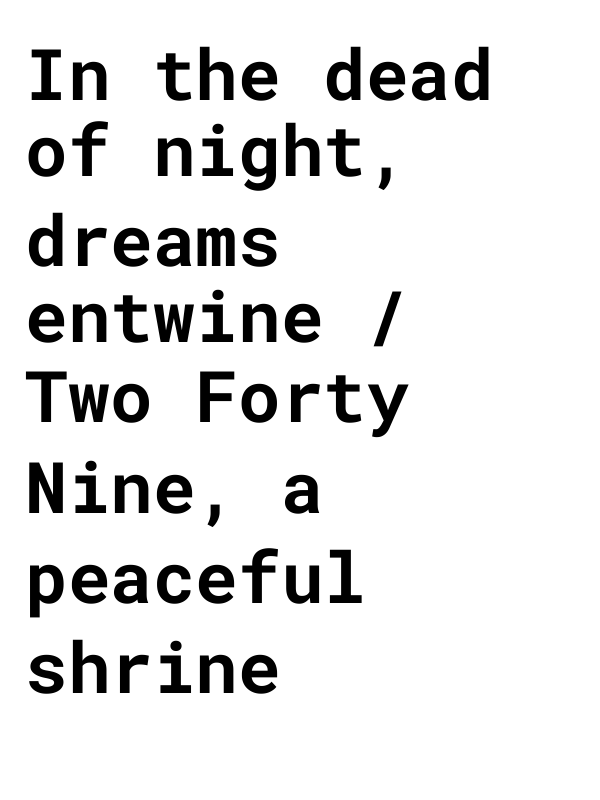 In the dead
of night,
dreams
entwine /
Two Forty
Nine, a
peaceful
shrine